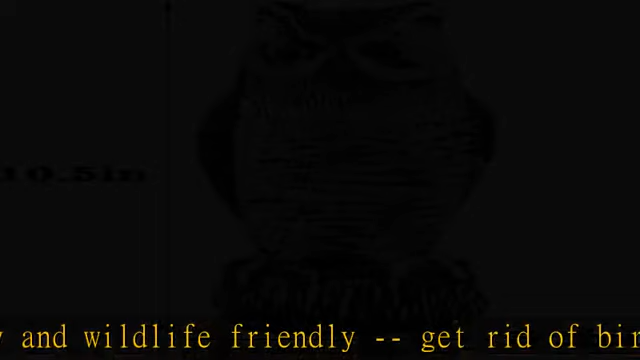 10.5in
y and wildlife friendly -- get rid of bir